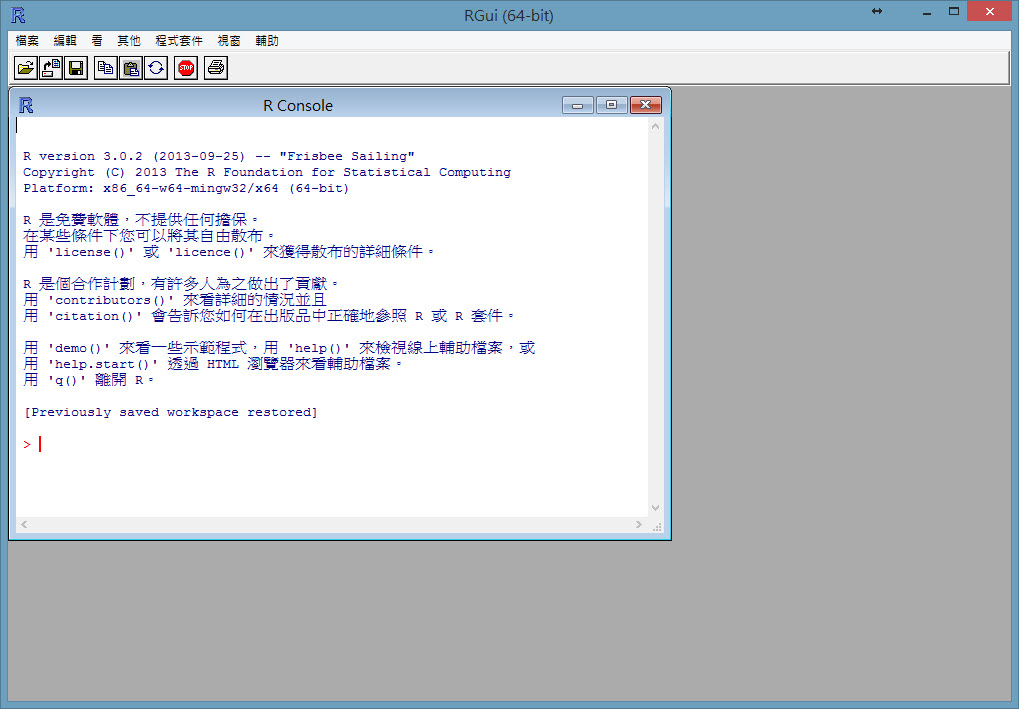 RGui (64-bit)
檔案 編輯 看 其他 程式套件 視窗 輔助
STOP
R Console
R version 3.0.2 (2013-09-25) -- "Frisbee Sailing"
Copyright (C) 2013 The R Foundation for Statistical Computing
Platform: x86_64-w64-mingw32/x64 (64-bit)
R 是免費軟體，不提供任何擔保。
在某些條件下您可以將其自由散布。
用 'license()' 或 'licence()' 來獲得散布的詳細條件。
R 是個合作計劃，有許多人為之做出了貢獻。
用 'contributors()' 來看詳細的情況並且
用 'citation()' 會告訴您如何在出版品中正確地參照 R 或 R 套件。
用 'demo()' 來看一些示範程式，用 'help()' 來檢視線上輔助檔案，或
用 'help.start()' 透過 HTML 瀏覽器來看輔助檔案。
用 'q()' 離開 R。
[Previously saved workspace restored]
>